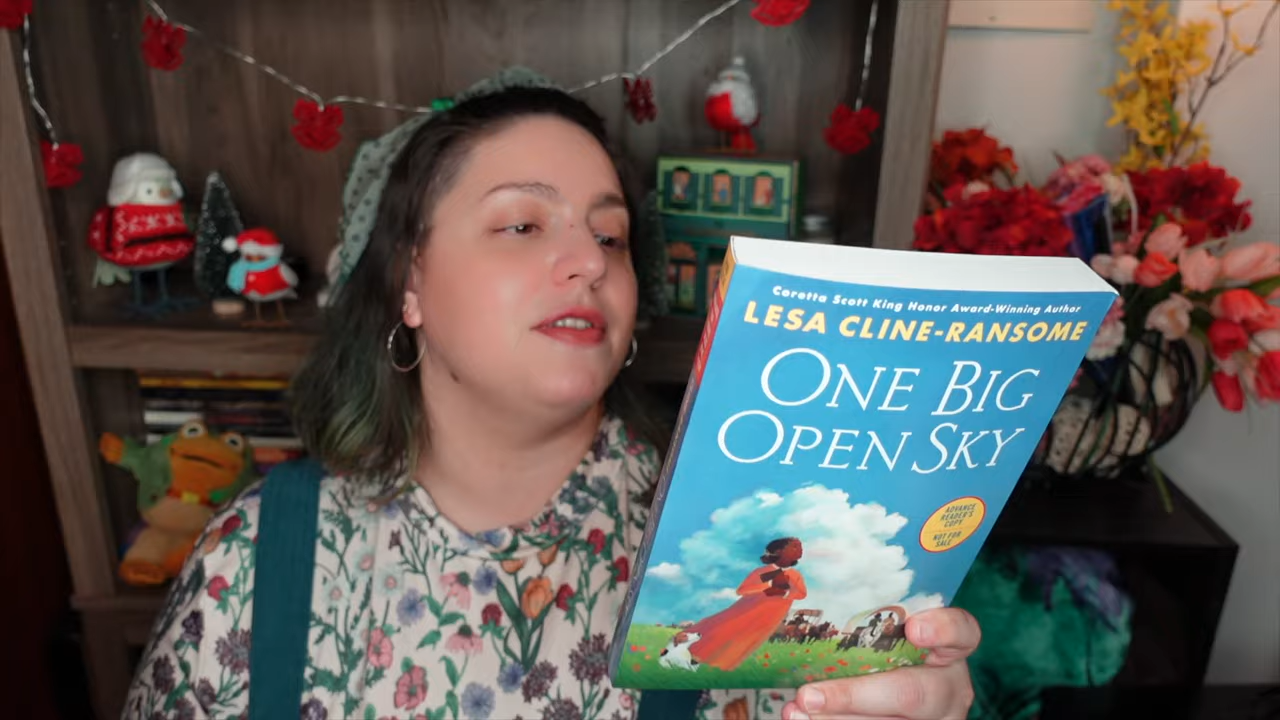 Coretta Scott King Honor Award-Winning Author
LESA CLINE-RANSOME
ONE BIG
OPEN SKY
ADVANCE
READER'S
COPY
NOT FOR
SALE